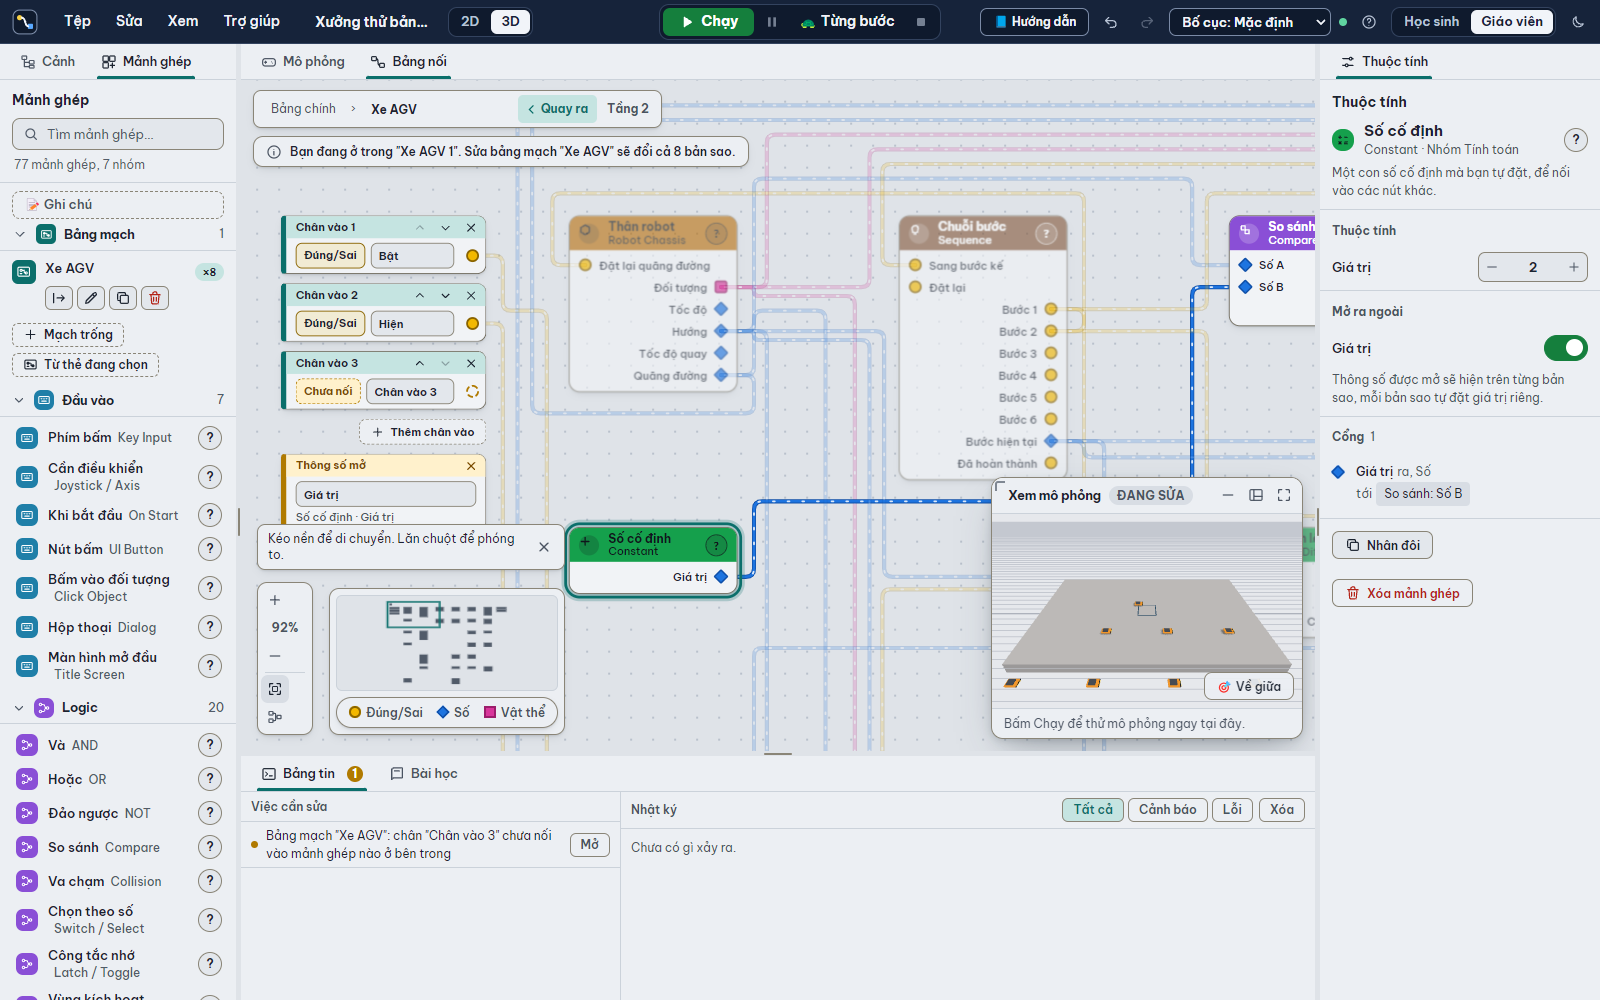 Tệp Sửa Xem Trợ giúp Xưởng thử bản... 2D 3D Chạy Từng bước Hướng dẫn Bố cục: Mặc định Học sinh Giáo viên
Cảnh Mảnh ghép
Mảnh ghép
Tìm mảnh ghép...
77 mảnh ghép, 7 nhóm
Ghi chú
Bảng mạch 1
Xe AGV ×8
Mạch trống
Từ thẻ đang chọn
Đầu vào 7
Phím bấm Key Input ?
Cần điều khiển
Joystick / Axis ?
Khi bắt đầu On Start ?
Nút bấm UI Button ?
Bấm vào đối tượng
Click Object ?
Hộp thoại Dialog ?
Màn hình mở đầu
Title Screen ?
Logic 20
Và AND ?
Hoặc OR ?
Đảo ngược NOT ?
So sánh Compare ?
Va chạm Collision ?
Chọn theo số
Switch / Select ?
Công tắc nhớ
Latch / Toggle ?
Vùng kích hoạt
Mô phỏng Bảng nối
Bảng chính › Xe AGV Quay ra Tầng 2
Bạn đang ở trong "Xe AGV 1". Sửa bảng mạch "Xe AGV" sẽ đổi cả 8 bản sao.
Chân vào 1
Đúng/Sai Bật
Chân vào 2
Đúng/Sai Hiện
Chân vào 3
Chưa nối Chân vào 3
Thêm chân vào
Thông số mở
Giá trị
Số cố định · Giá trị
Kéo nền để di chuyển. Lăn chuột để phóng
to.
92%
Đúng/Sai Số Vật thể
Thân robot
Robot Chassis ?
Đặt lại quãng đường
Đối tượng
Tốc độ
Hướng
Tốc độ quay
Quãng đường
Chuỗi bước
Sequence ?
Sang bước kế
Đặt lại
Bước 1
Bước 2
Bước 3
Bước 4
Bước 5
Bước 6
Bước hiện tại
Đã hoàn thành
So sánh
Compare
Số A
Số B
Số cố định
Constant ?
Giá trị
Xem mô phỏng ĐANG SỬA
Về giữa
Bấm Chạy để thử mô phỏng ngay tại đây.
Bảng tin 1 Bài học
Việc cần sửa
Bảng mạch "Xe AGV": chân "Chân vào 3" chưa nối
vào mảnh ghép nào ở bên trong
Mở
Nhật ký Tất cả Cảnh báo Lỗi Xóa
Chưa có gì xảy ra.
Thuộc tính
Thuộc tính
Số cố định
Constant · Nhóm Tính toán ?
Một con số cố định mà bạn tự đặt, để nối
vào các nút khác.
Thuộc tính
Giá trị 2
Mở ra ngoài
Giá trị
Thông số được mở sẽ hiện trên từng bản
sao, mỗi bản sao tự đặt giá trị riêng.
Cổng 1
Giá trị ra, Số
tới So sánh: Số B
Nhân đôi
Xóa mảnh ghép